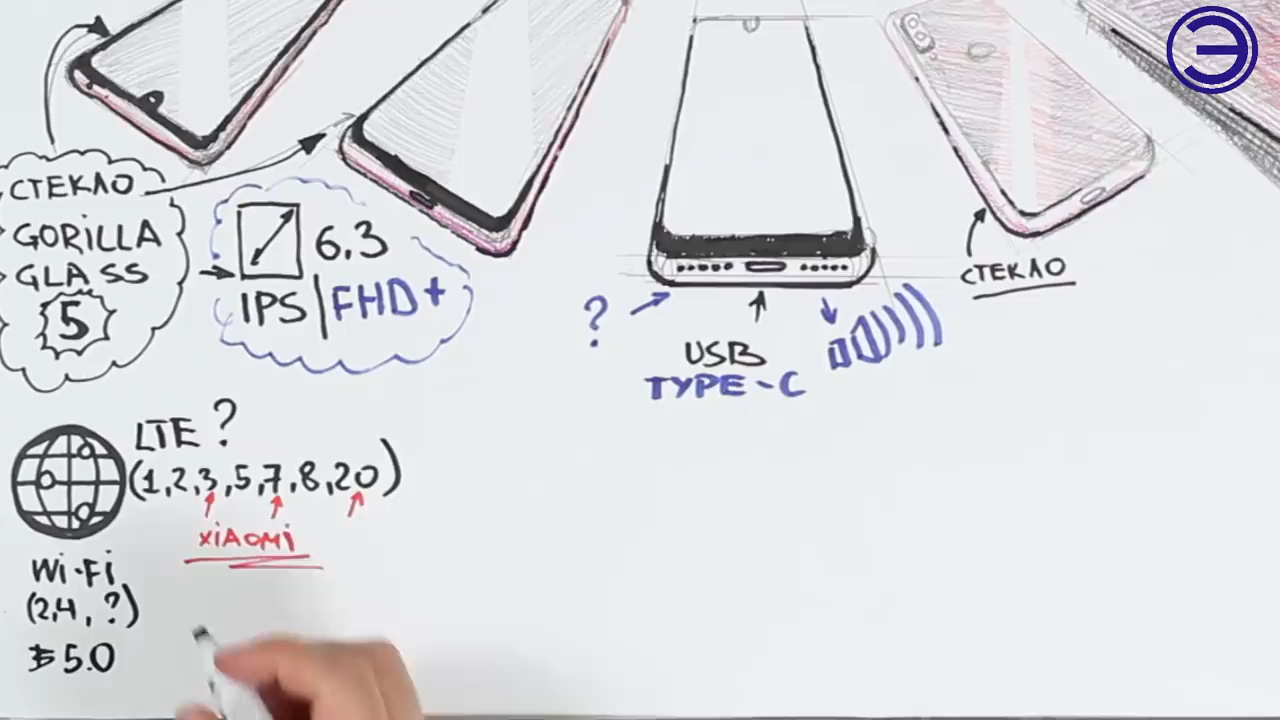 СТЕКЛО
GORILLA
GLASS
5
6,3
IPS|FHD+
?
USB
TYPE-C
СТЕКЛО
LTE?
(1,2,3,5,7,8,20)
XIAOMI
Wi-Fi
(2,4, ?)
5.0
Э